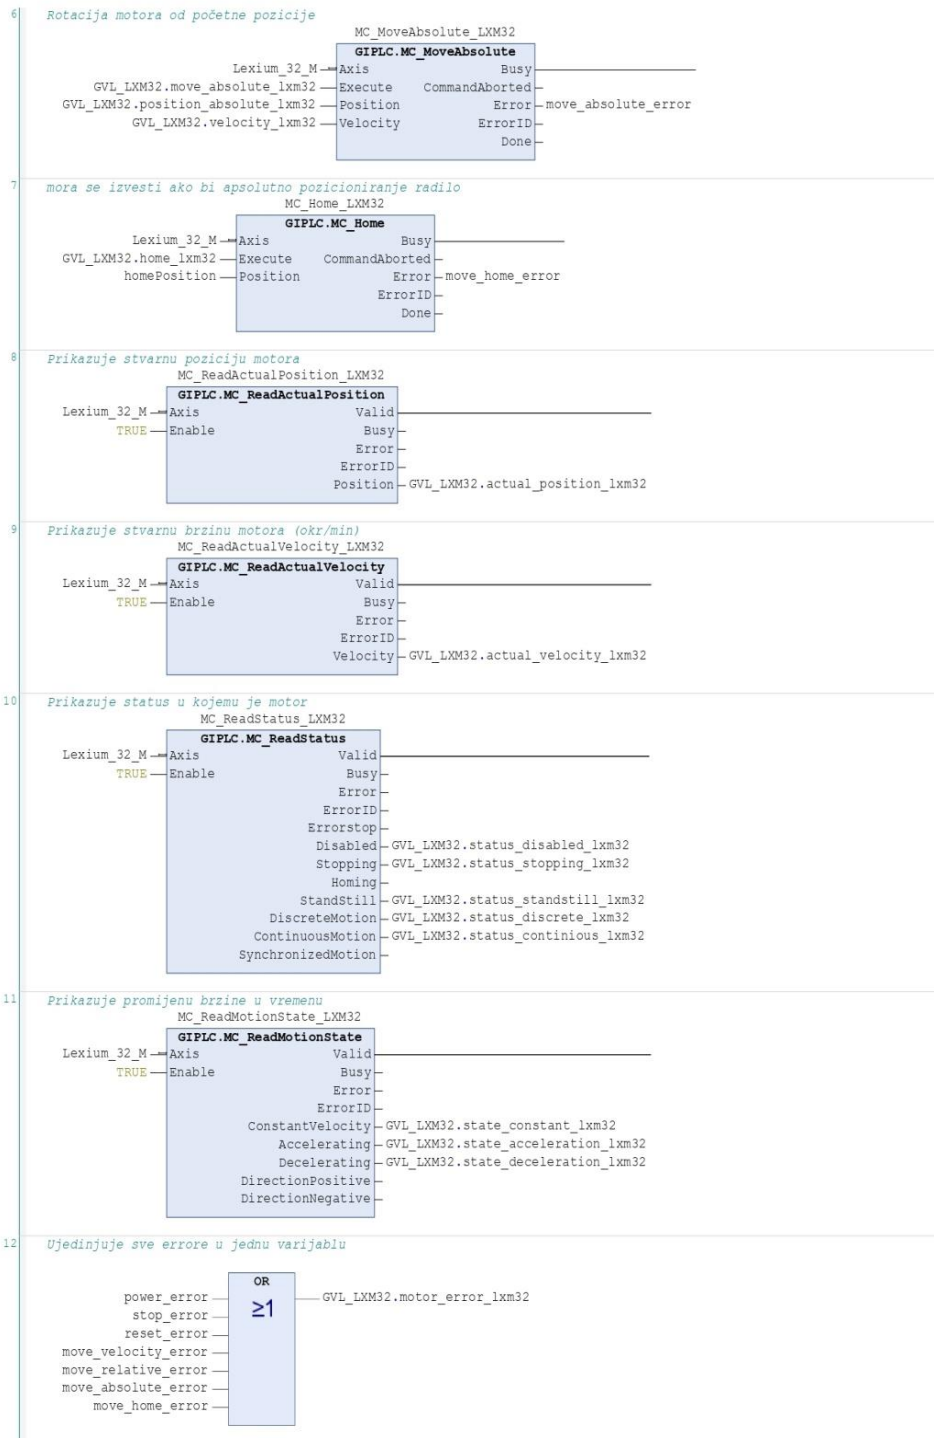 6 Rotacija motora od početne pozicije
MC_MoveAbsolute_LXM32
GIPLC.MC_MoveAbsolute
Lexium_32_M Axis Busy
GVL_LXM32.move_absolute_lxm32 Execute CommandAborted
GVL_LXM32.position_absolute_lxm32 Position Error move_absolute_error
GVL_LXM32.velocity_lxm32 Velocity ErrorID
Done
7 mora se izvesti ako bi apsolutno pozicioniranje radilo
MC_Home_LXM32
GIPLC.MC_Home
Lexium_32_M Axis Busy
GVL_LXM32.home_lxm32 Execute CommandAborted
homePosition Position Error move_home_error
ErrorID
Done
8 Prikazuje stvarnu poziciju motora
MC_ReadActualPosition_LXM32
GIPLC.MC_ReadActualPosition
Lexium_32_M Axis Valid
TRUE Enable Busy
Error
ErrorID
Position GVL_LXM32.actual_position_lxm32
9 Prikazuje stvarnu brzinu motora (okr/min)
MC_ReadActualVelocity_LXM32
GIPLC.MC_ReadActualVelocity
Lexium_32_M Axis Valid
TRUE Enable Busy
Error
ErrorID
Velocity GVL_LXM32.actual_velocity_lxm32
10 Prikazuje status u kojemu je motor
MC_ReadStatus_LXM32
GIPLC.MC_ReadStatus
Lexium_32_M Axis Valid
TRUE Enable Busy
Error
ErrorID
Errorstop
Disabled GVL_LXM32.status_disabled_lxm32
Stopping GVL_LXM32.status_stopping_lxm32
Homing
StandStill GVL_LXM32.status_standstill_lxm32
DiscreteMotion GVL_LXM32.status_discrete_lxm32
ContinuousMotion GVL_LXM32.status_continious_lxm32
SynchronizedMotion
11 Prikazuje promijenu brzine u vremenu
MC_ReadMotionState_LXM32
GIPLC.MC_ReadMotionState
Lexium_32_M Axis Valid
TRUE Enable Busy
Error
ErrorID
ConstantVelocity GVL_LXM32.state_constant_lxm32
Accelerating GVL_LXM32.state_acceleration_lxm32
Decelerating GVL_LXM32.state_deceleration_lxm32
DirectionPositive
DirectionNegative
12 Ujedinjuje sve errore u jednu varijablu
OR
power_error ≥1 GVL_LXM32.motor_error_lxm32
stop_error
reset_error
move_velocity_error
move_relative_error
move_absolute_error
move_home_error